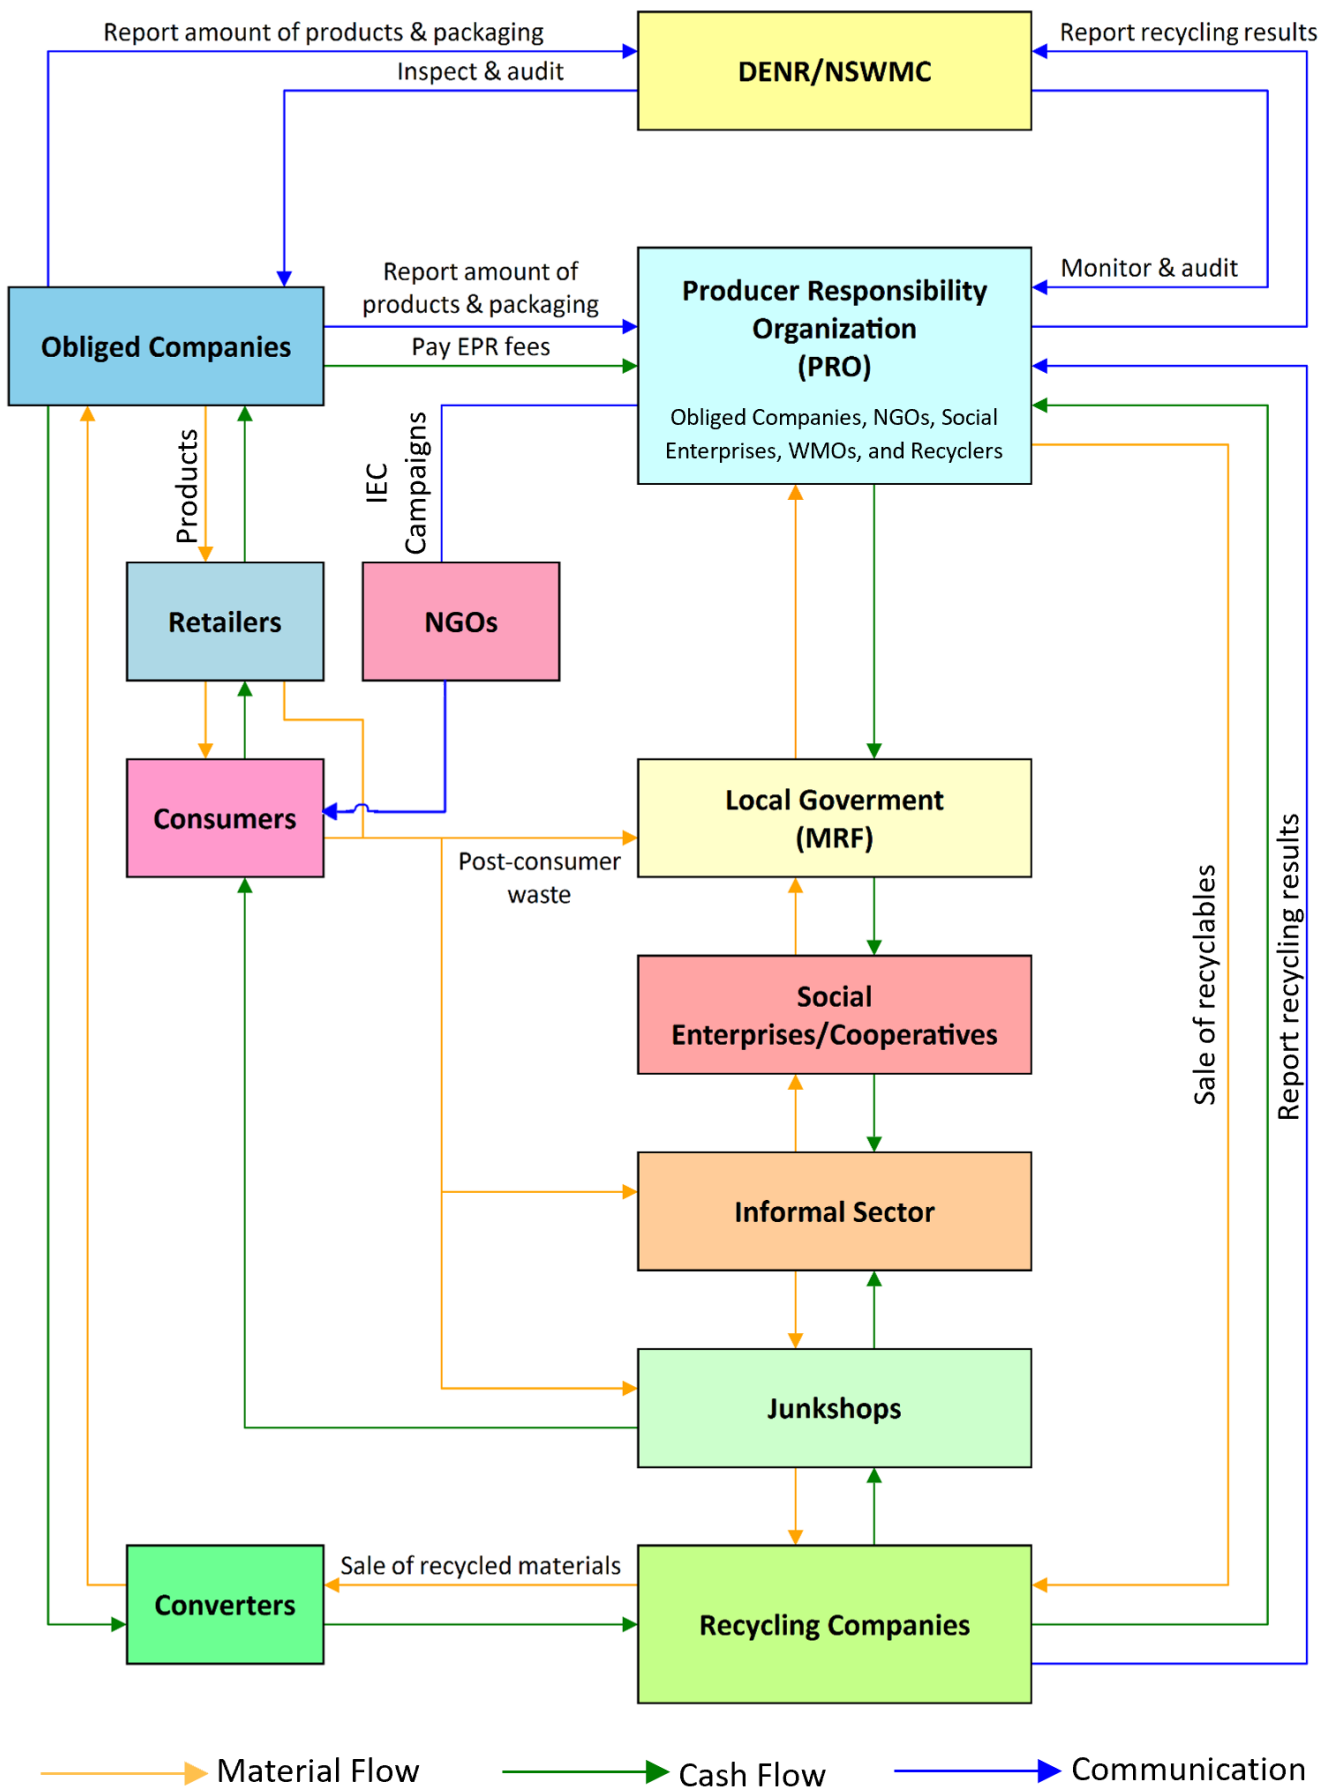 Report amount of products & packaging
Report recycling results
Inspect & audit
DENR/NSWMC
Report amount of
products & packaging
Monitor & audit
Producer Responsibility
Organization
(PRO)
Obliged Companies, NGOs, Social
Enterprises, WMOs, and Recyclers
Obliged Companies
Pay EPR fees
Products
IEC
Campaigns
Retailers
NGOs
Consumers
Local Goverment
(MRF)
Post-consumer
waste
Sale of recyclables
Report recycling results
Social
Enterprises/Cooperatives
Informal Sector
Junkshops
Sale of recycled materials
Converters
Recycling Companies
Material Flow
Cash Flow
Communication